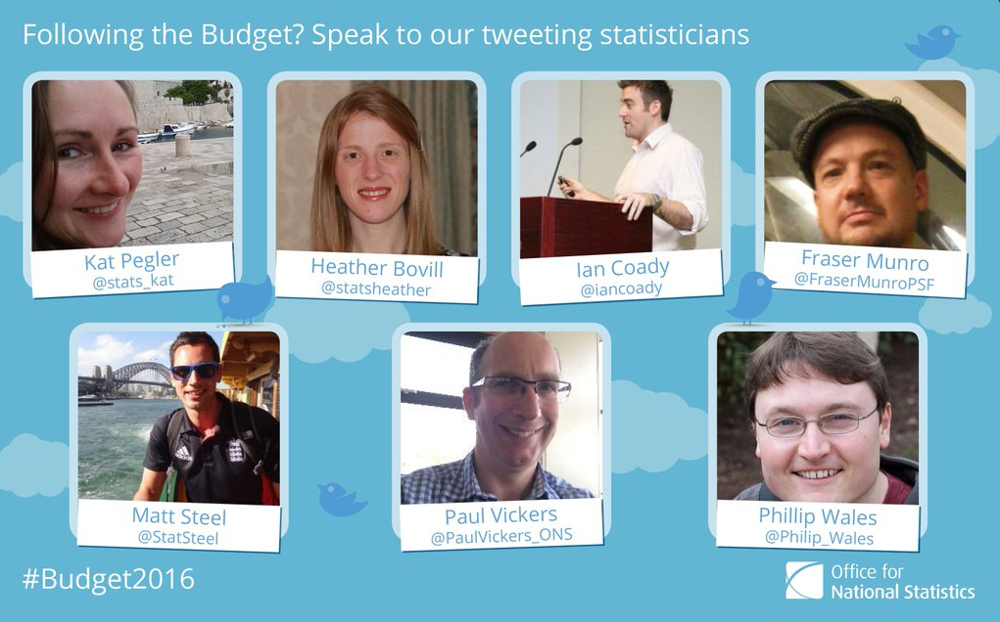 Following the Budget? Speak to our tweeting statisticians
Kat Pegler
@stats_kat
Heather Bovill
@statsheather
Ian Coady
@iancoady
Fraser Munro
@FraserMunroPSF
Matt Steel
@StatSteel
Paul Vickers
@PaulVickers_ONS
Phillip Wales
@Philip_Wales
#Budget2016
Office for
National Statistics